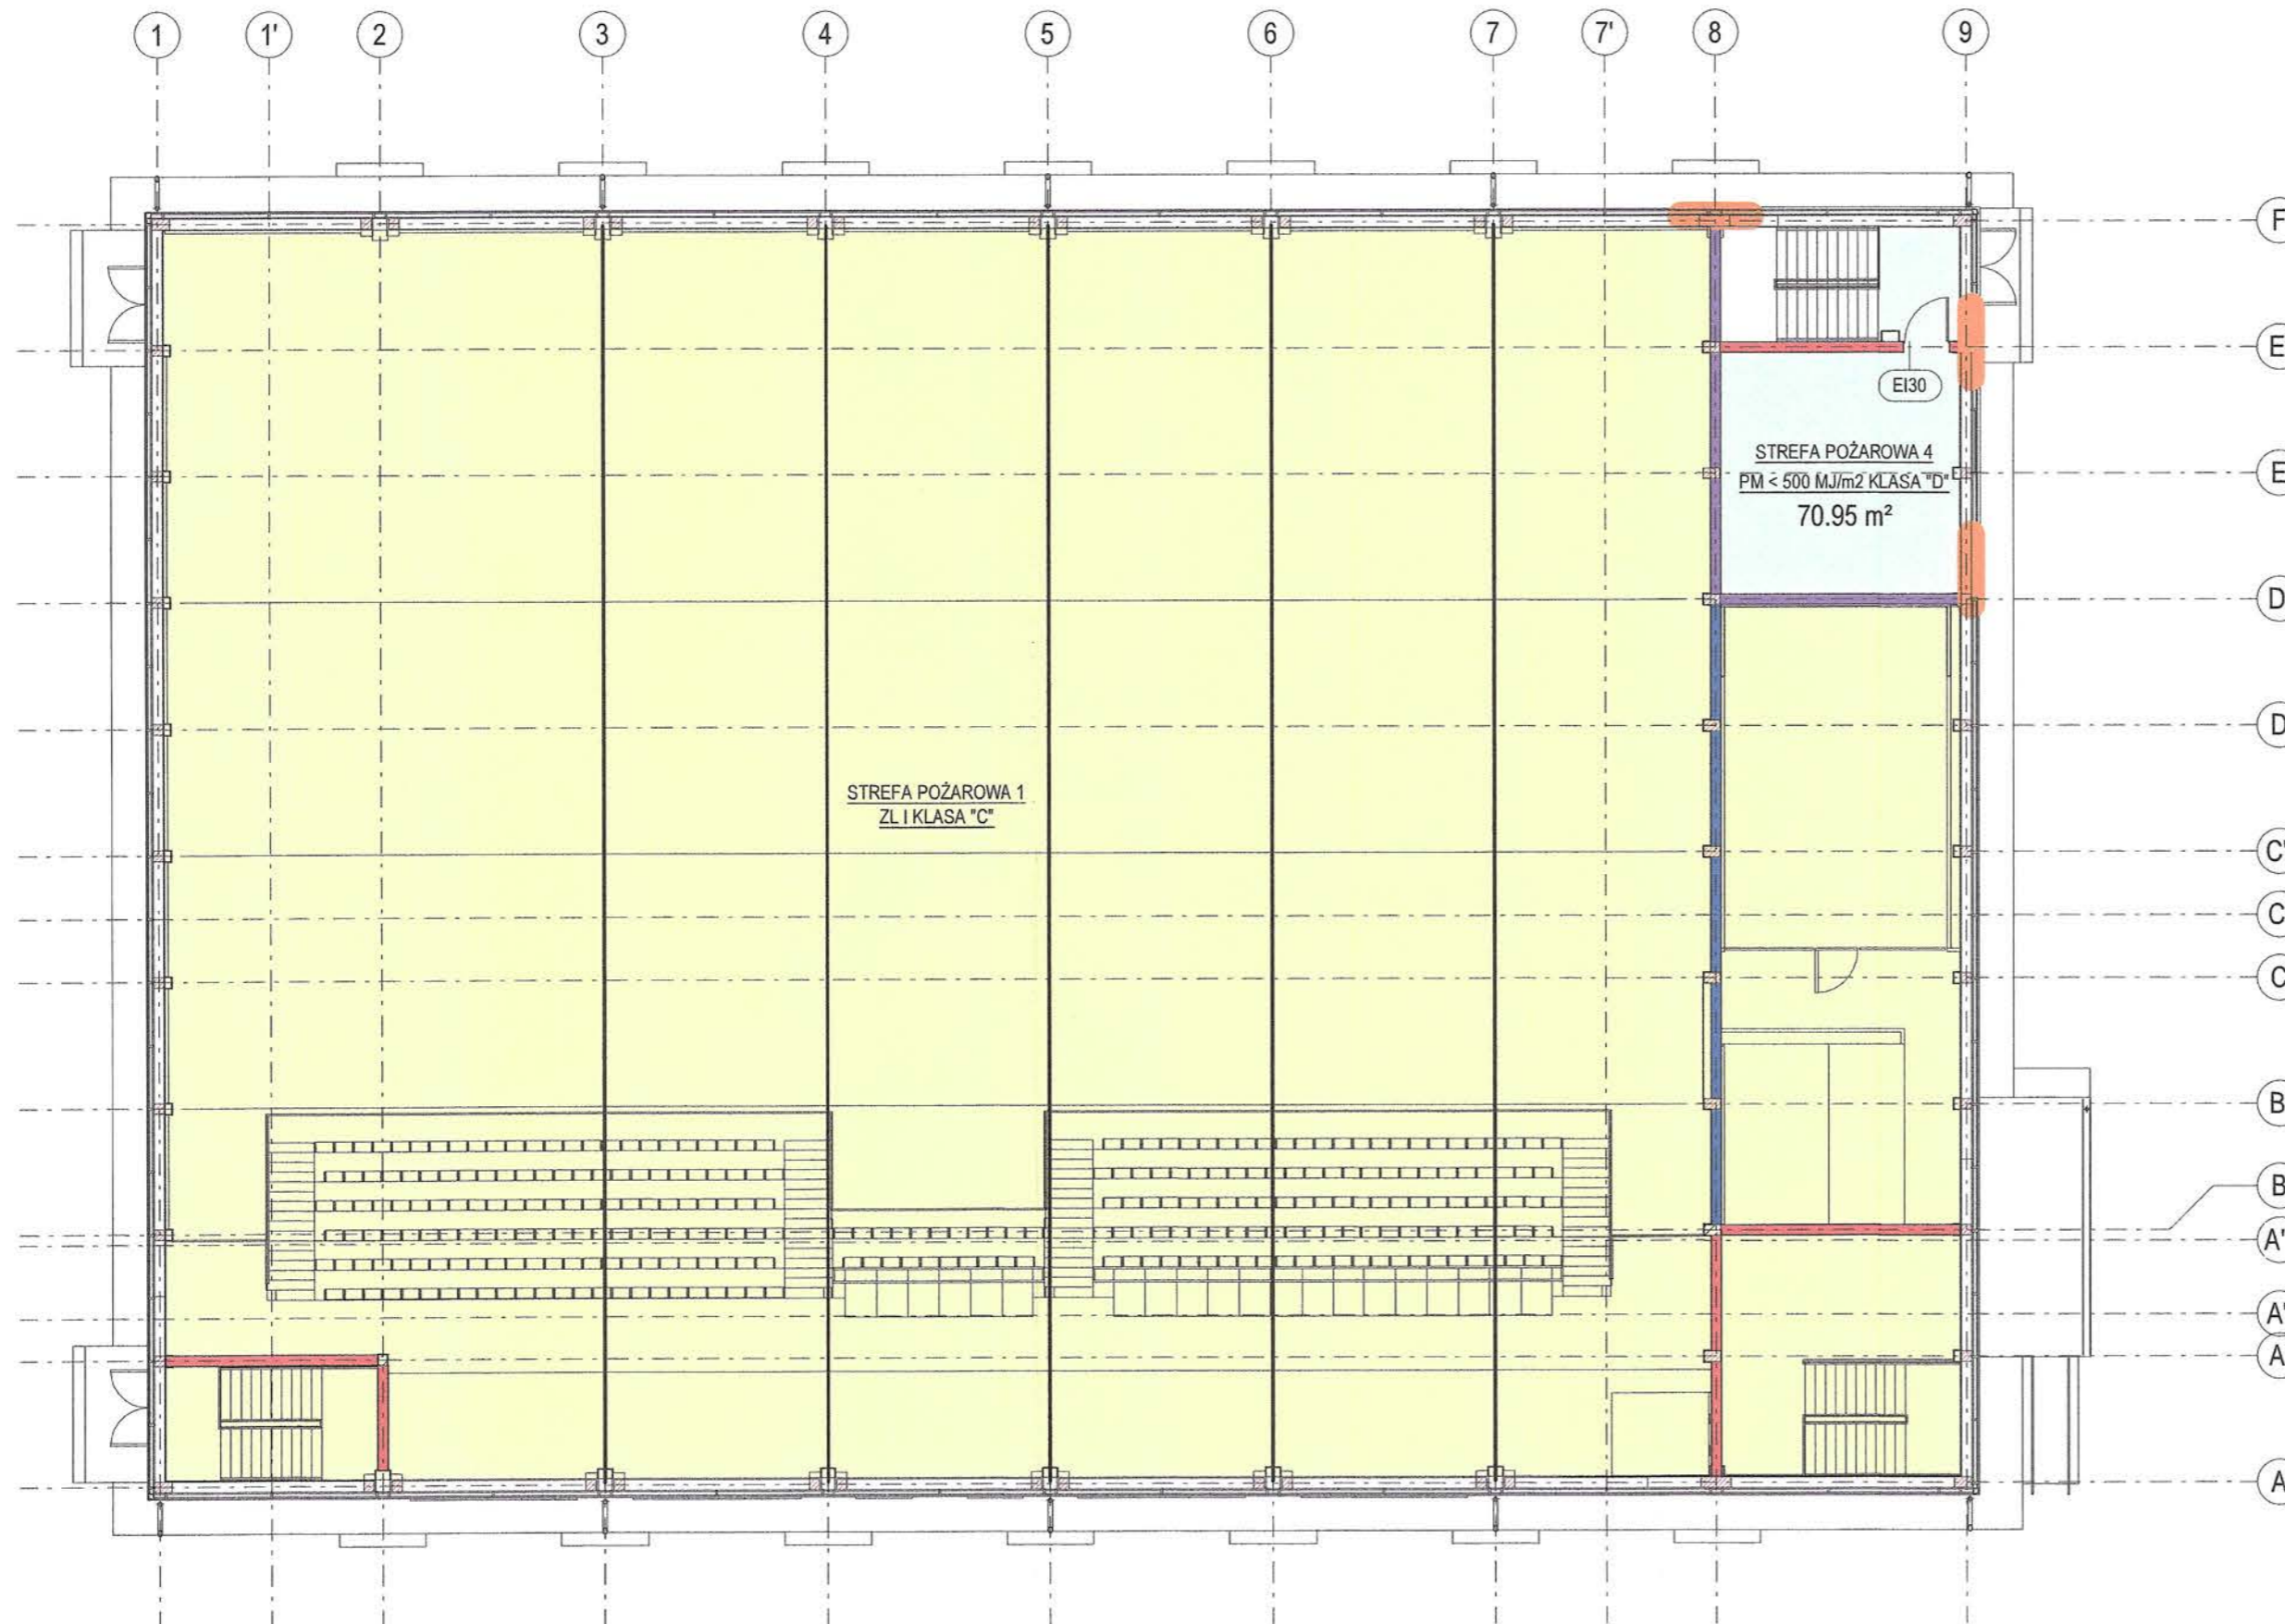 1 1' 2 3 4 5 6 7 7' 8 9
F
E
EI30
STREFA POŻAROWA 4
PM < 500 MJ/m2 KLASA "D"
70.95 m²
E
D
D
STREFA POŻAROWA 1
ZL I KLASA "C"
C'
C
C
B
B
A'
A'
A
A